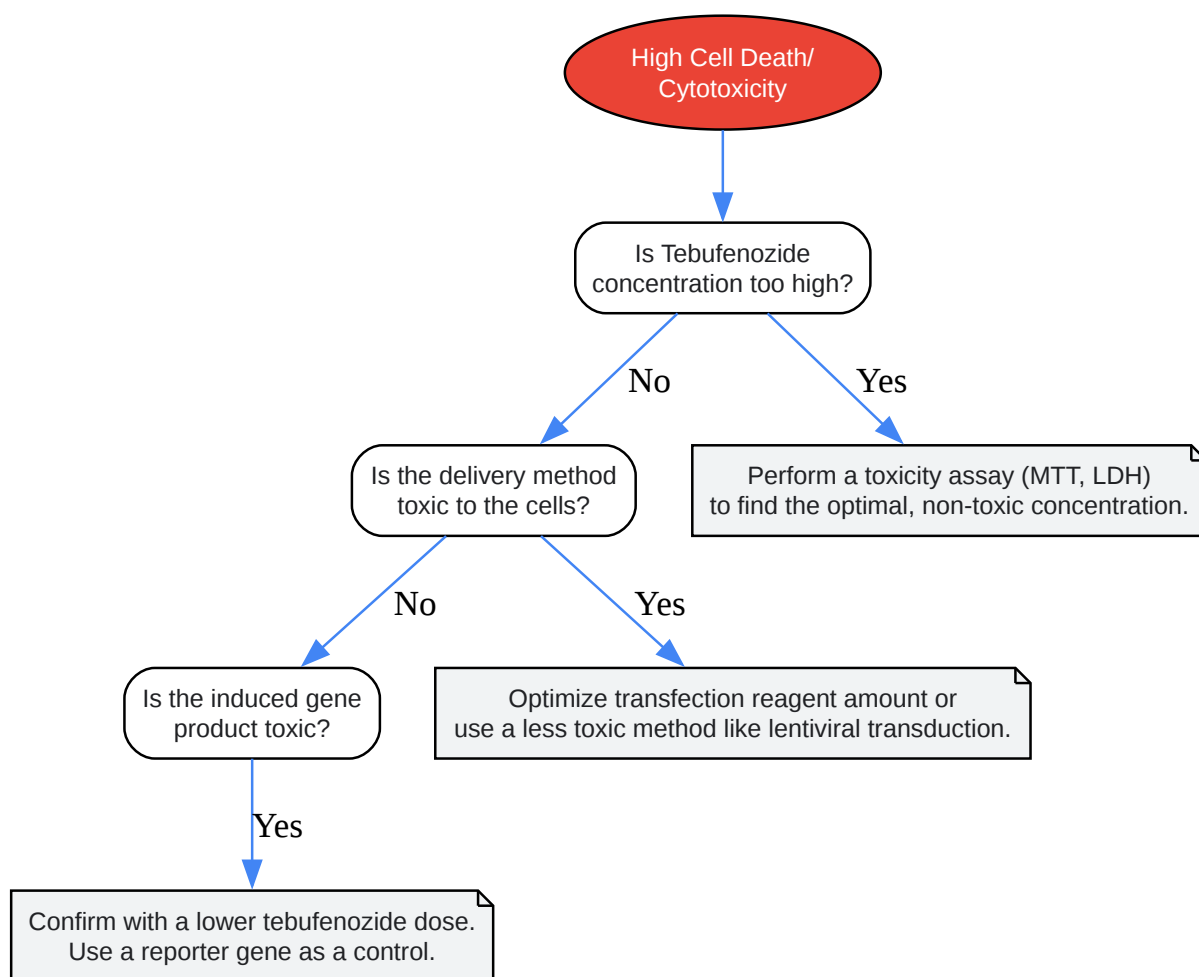 High Cell Death/
Cytotoxicity
Is Tebufenozide
concentration too high?
No
Yes
Is the delivery method
toxic to the cells?
Perform a toxicity assay (MTT, LDH)
to find the optimal, non-toxic concentration.
No
Yes
Is the induced gene
product toxic?
Optimize transfection reagent amount or
use a less toxic method like lentiviral transduction.
Yes
Confirm with a lower tebufenozide dose.
Use a reporter gene as a control.